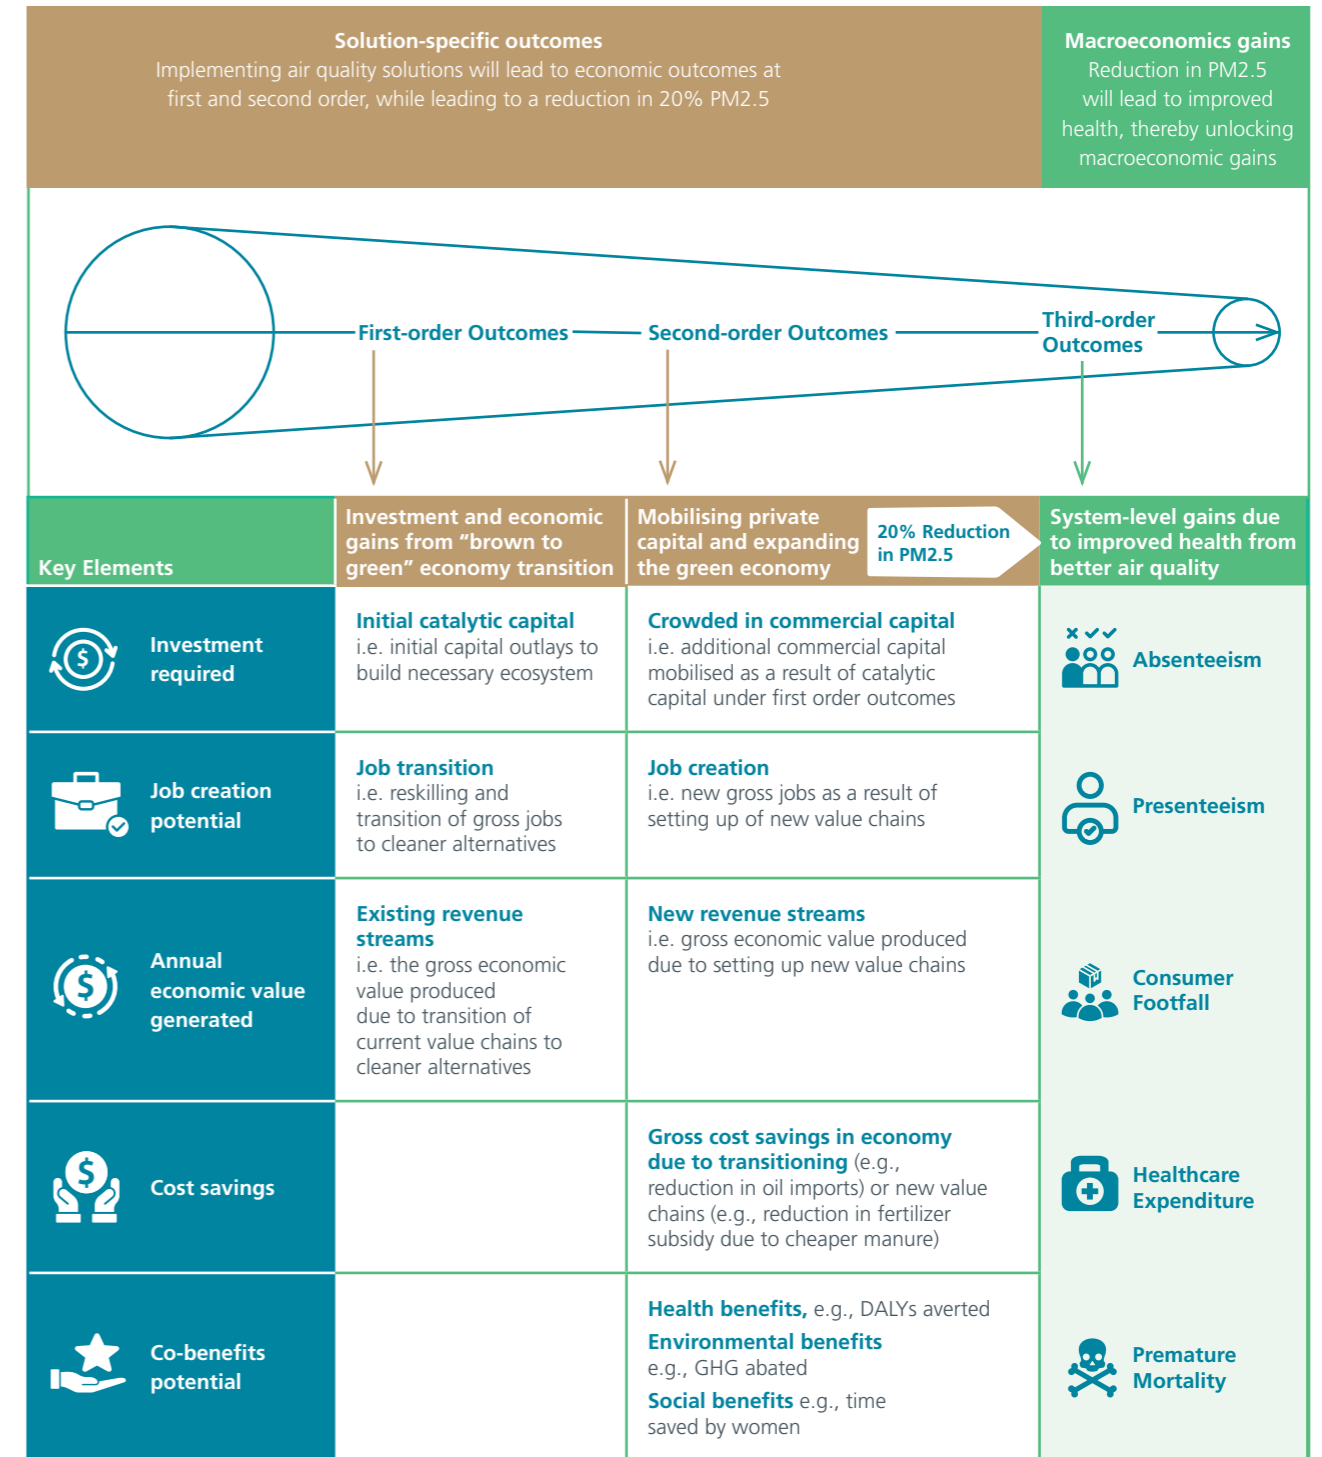 Solution-specific outcomes
Implementing air quality solutions will lead to economic outcomes at
first and second order, while leading to a reduction in 20% PM2.5
Macroeconomics gains
Reduction in PM2.5
will lead to improved
health, thereby unlocking
macroeconomic gains
First-order Outcomes
Second-order Outcomes
Third-order
Outcomes
Key Elements
Investment and economic
gains from “brown to
green” economy transition
Mobilising private
capital and expanding
the green economy
20% Reduction
in PM2.5
System-level gains due
to improved health from
better air quality
$
Investment
required
Initial catalytic capital
i.e. initial capital outlays to
build necessary ecosystem
Crowded in commercial capital
i.e. additional commercial capital
mobilised as a result of catalytic
capital under first order outcomes
Absenteeism
Job creation
potential
Job transition
i.e. reskilling and
transition of gross jobs
to cleaner alternatives
Job creation
i.e. new gross jobs as a result of
setting up of new value chains
Presenteeism
$
Annual
economic value
generated
Existing revenue
streams
i.e. the gross economic
value produced
due to transition of
current value chains to
cleaner alternatives
New revenue streams
i.e. gross economic value produced
due to setting up new value chains
Consumer
Footfall
$
Cost savings
Gross cost savings in economy
due to transitioning (e.g.,
reduction in oil imports) or new value
chains (e.g., reduction in fertilizer
subsidy due to cheaper manure)
Healthcare
Expenditure
Co-benefits
potential
Health benefits, e.g., DALYs averted
Environmental benefits
e.g., GHG abated
Social benefits e.g., time
saved by women
Premature
Mortality